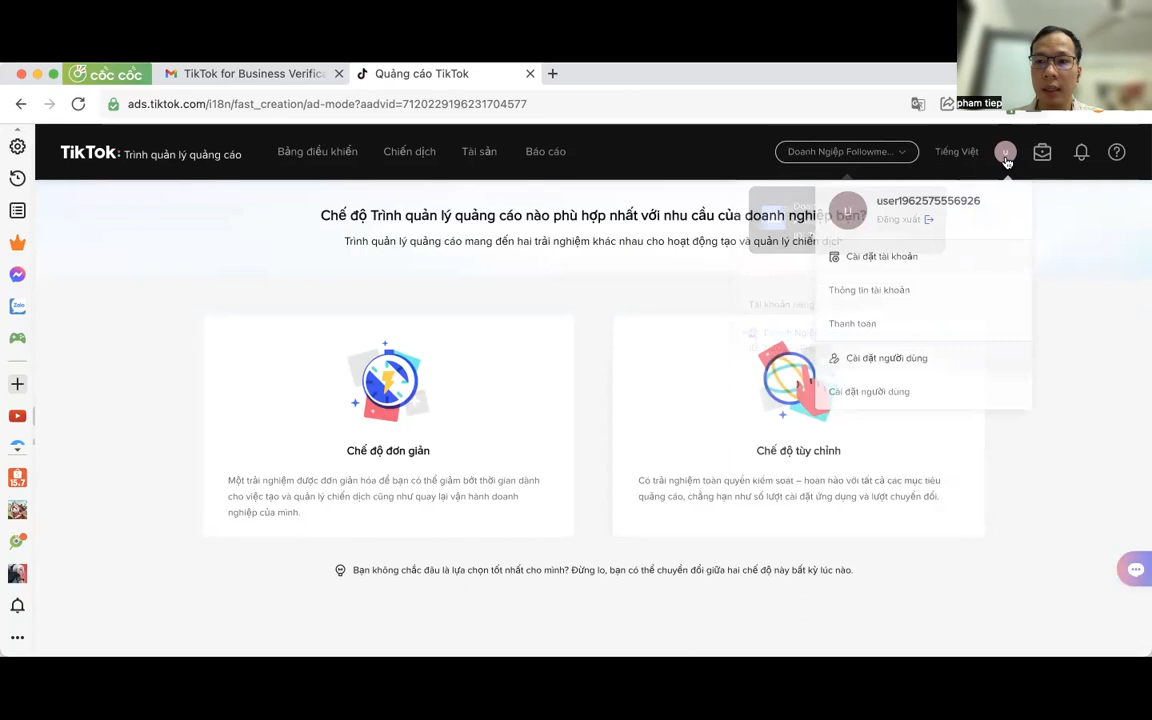 cốc cốc
TikTok for Business Verifica
Quảng cáo TikTok
pham tiep
ads.tiktok.com/i18n/fast_creation/ad-mode?aadvid=7120229196231704577
TikTok: Trình quản lý quảng cáo
Bảng điều khiển
Chiến dịch
Tài sản
Báo cáo
Doanh Ngiệp Followme...
Tiếng Việt
u
Chế độ Trình quản lý quảng cáo nào phù hợp nhất với nhu cầu của doanh nghiệp bạn?
Trình quản lý quảng cáo mang đến hai trải nghiệm khác nhau cho hoạt động tạo và quản lý chiến dịch.
U
user1962575556926
Đăng xuất
Cài đặt tài khoản
Thông tin tài khoản
Thanh toán
Cài đặt người dùng
Cài đặt người dùng
Zalo
15.7
Chế độ đơn giản
Một trải nghiệm được đơn giản hóa để bạn có thể giảm bớt thời gian dành
cho việc tạo và quản lý chiến dịch cũng như quay lại vận hành doanh
nghiệp của mình.
Chế độ tùy chỉnh
Có trải nghiệm toàn quyền kiểm soát – hoàn hảo với tất cả các mục tiêu
quảng cáo, chẳng hạn như số lượt cài đặt ứng dụng và lượt chuyển đổi.
Bạn không chắc đâu là lựa chọn tốt nhất cho mình? Đừng lo, bạn có thể chuyển đổi giữa hai chế độ này bất kỳ lúc nào.